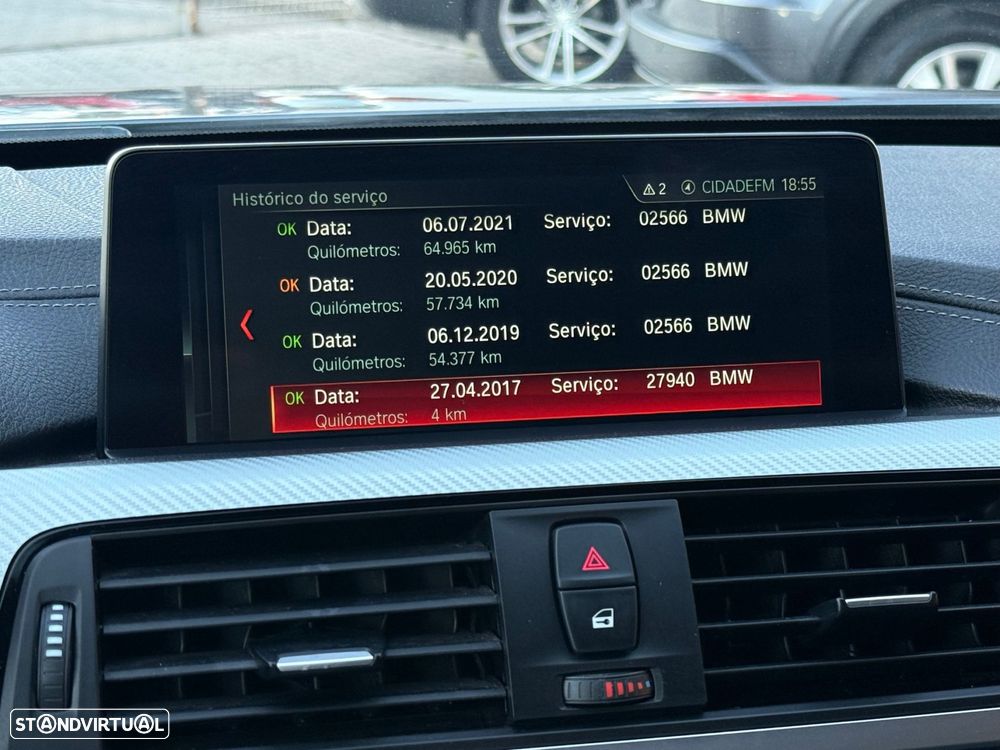 Histórico do serviço
2 CIDADEFM 18:55
OK Data: 06.07.2021 Serviço: 02566 BMW
Quilómetros: 64.965 km
OK Data: 20.05.2020 Serviço: 02566 BMW
Quilómetros: 57.734 km
OK Data: 06.12.2019 Serviço: 02566 BMW
Quilómetros: 54.377 km
OK Data: 27.04.2017 Serviço: 27940 BMW
Quilómetros: 4 km
STANDVIRTUAL